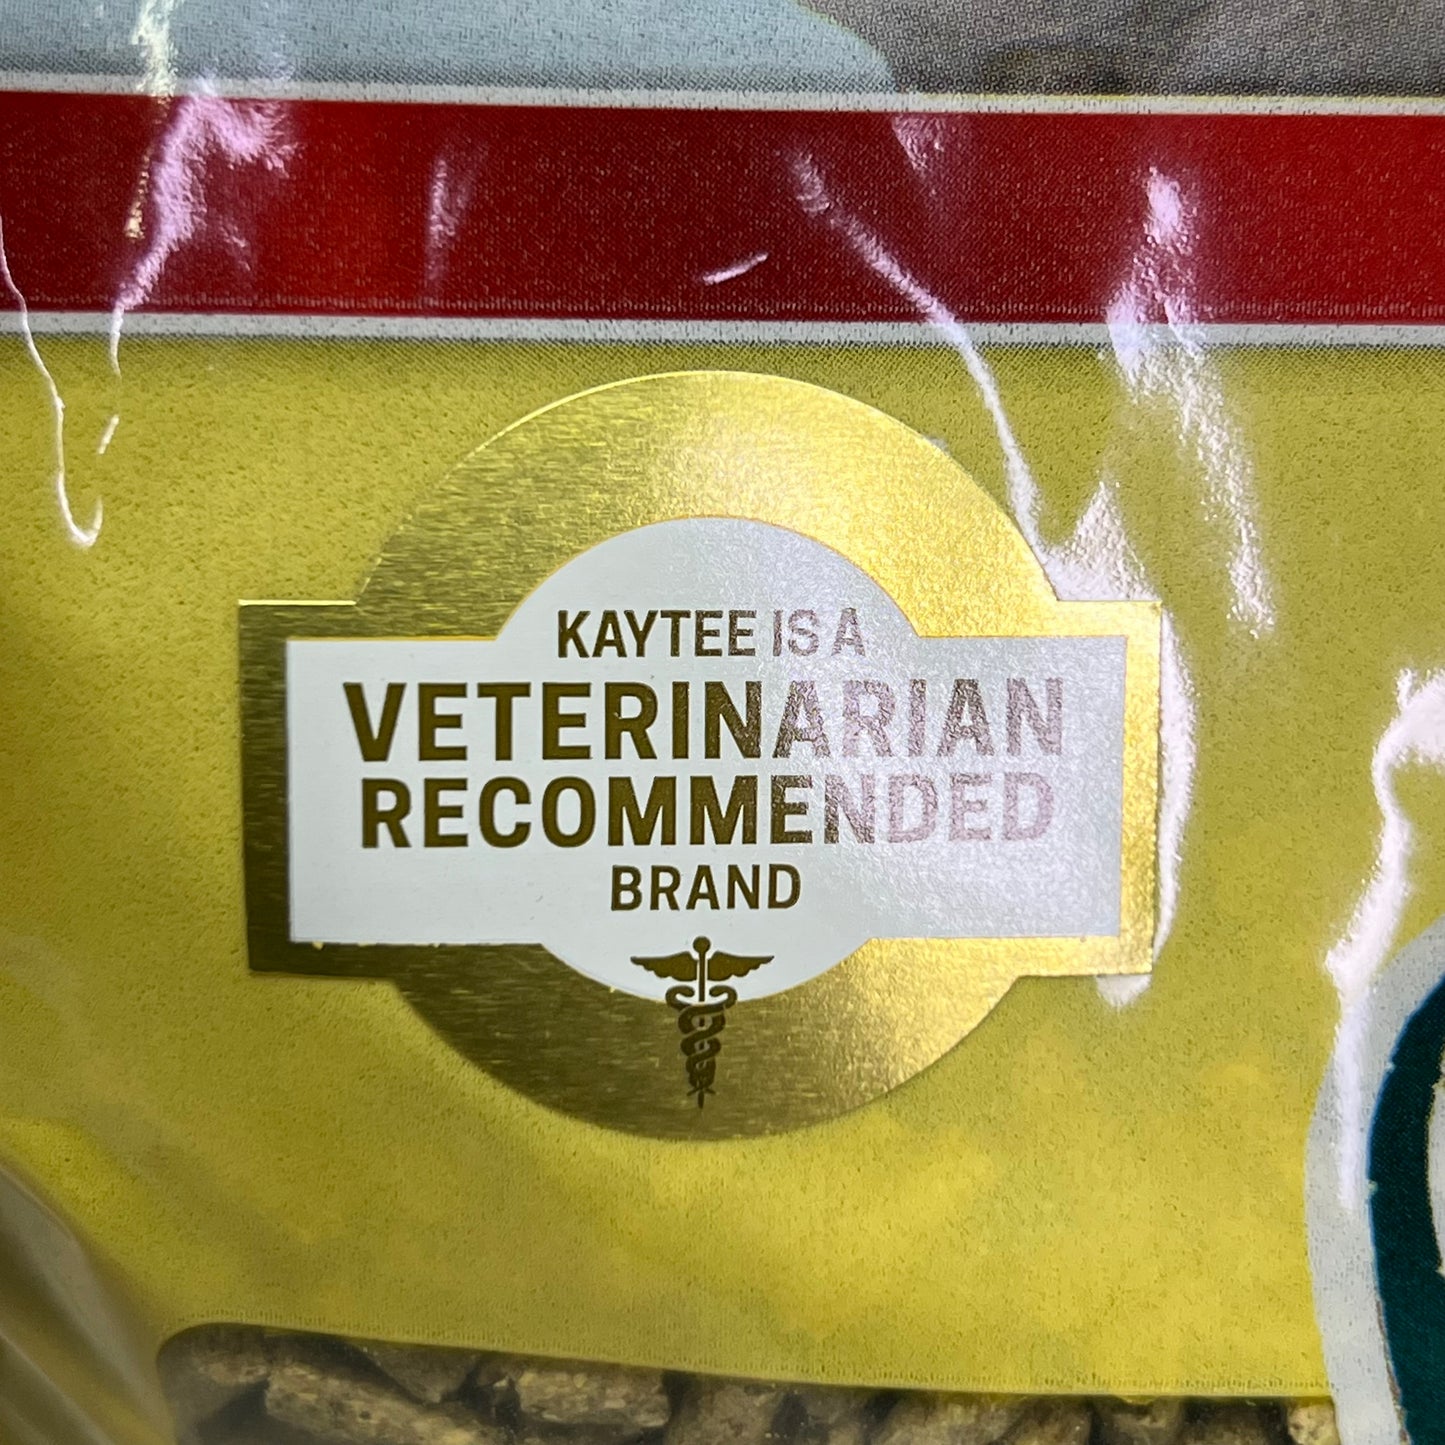 KAYTEE IS A
VETERINARIAN
RECOMMENDED
BRAND